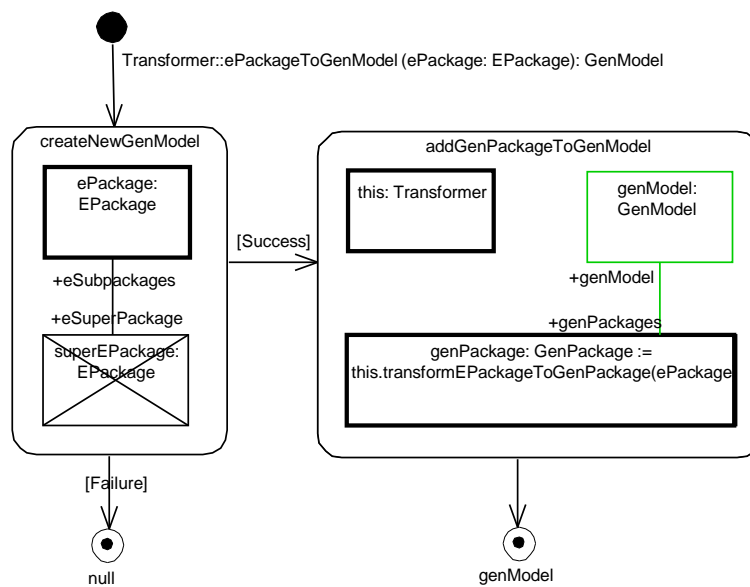 Transformer::ePackageToGenModel (ePackage: EPackage): GenModel
createNewGenModel
ePackage:
EPackage
+eSubpackages
+eSuperPackage
superEPackage:
EPackage
[Success]
[Failure]
null
addGenPackageToGenModel
this: Transformer
genModel:
GenModel
+genModel
+genPackages
genPackage: GenPackage :=
this.transformEPackageToGenPackage(ePackage
genModel